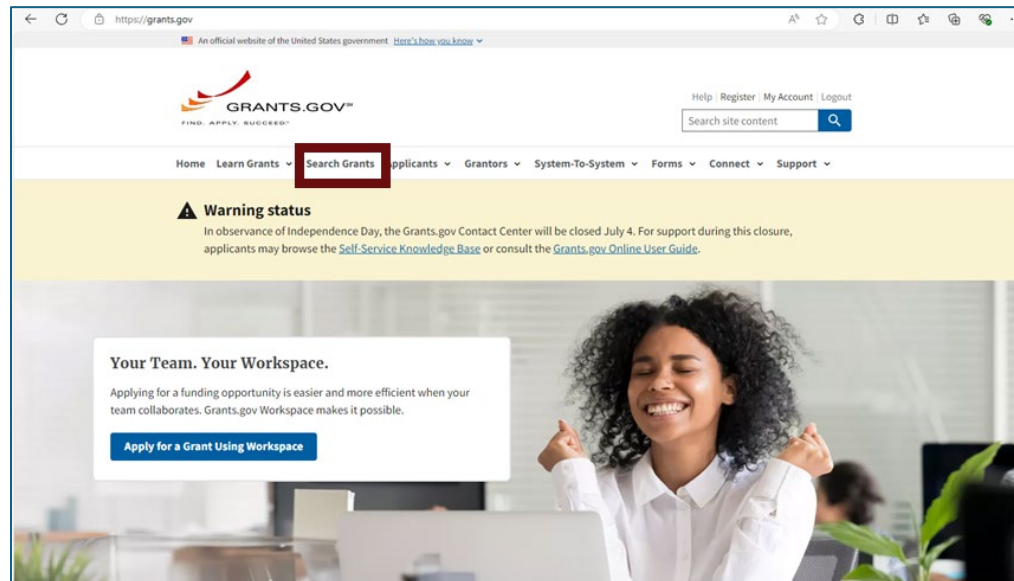 https://grants.gov
An official website of the United States government Here's how you know
GRANTS.GOV℠
FIND. APPLY. SUCCEED.℠
Help | Register | My Account | Logout
Search site content
Home Learn Grants Search Grants Applicants Grantors System-To-System Forms Connect Support
Warning status
In observance of Independence Day, the Grants.gov Contact Center will be closed July 4. For support during this closure,
applicants may browse the Self-Service Knowledge Base or consult the Grants.gov Online User Guide.
Your Team. Your Workspace.
Applying for a funding opportunity is easier and more efficient when your
team collaborates. Grants.gov Workspace makes it possible.
Apply for a Grant Using Workspace